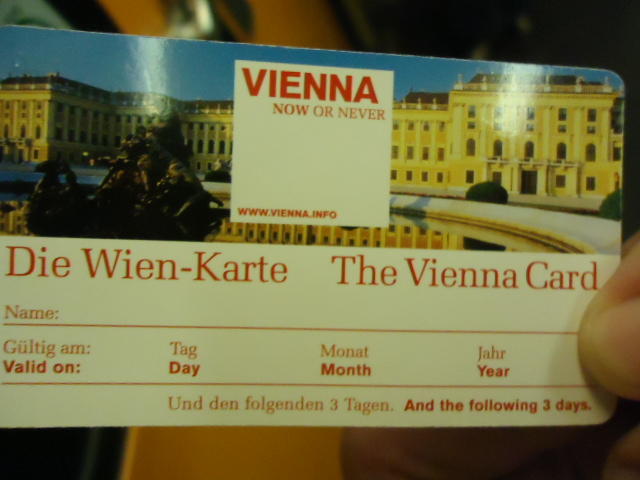 VIENNA
NOW OR NEVER
WWW.VIENNA.INFO
Die Wien-Karte The Vienna Card
Name:
Gültig am: Tag Monat Jahr
Valid on: Day Month Year
Und den folgenden 3 Tagen. And the following 3 days.